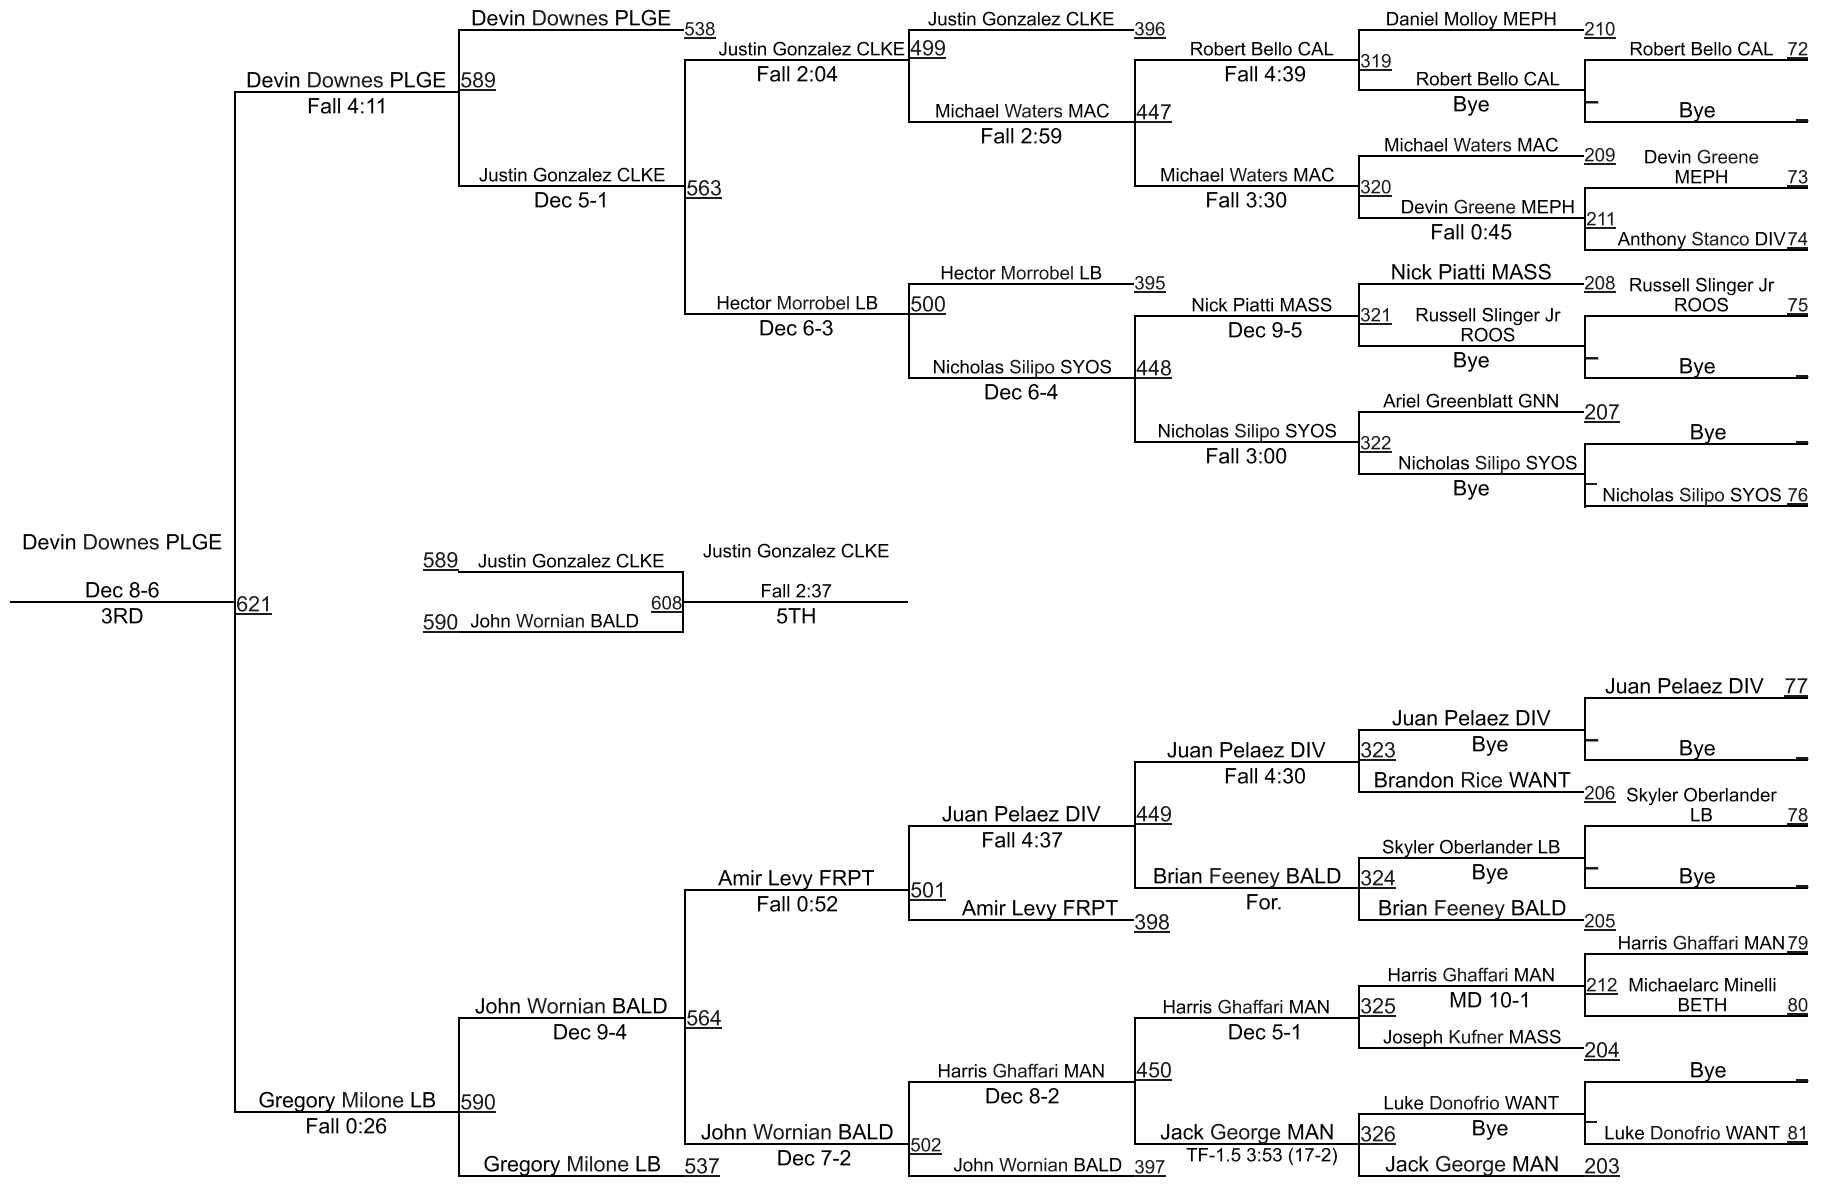 Devin Downes PLGE
538
Devin Downes PLGE
589
Fall 4:11
Justin Gonzalez CLKE
Dec 5-1
563
Justin Gonzalez CLKE
499
Fall 2:04
Hector Morrobel LB
500
Dec 6-3
Justin Gonzalez CLKE
396
Michael Waters MAC
447
Fall 2:59
Hector Morrobel LB
395
Nicholas Silipo SYOS
448
Dec 6-4
Robert Bello CAL
319
Fall 4:39
Michael Waters MAC
320
Fall 3:30
Nick Piatti MASS
321
Dec 9-5
Nicholas Silipo SYOS
322
Fall 3:00
Daniel Molloy MEPH
210
Robert Bello CAL
Bye
Michael Waters MAC
209
Devin Greene MEPH
211
Fall 0:45
Nick Piatti MASS
208
Russell Slinger Jr
ROOS
Bye
Ariel Greenblatt GNN
207
Nicholas Silipo SYOS
Bye
Robert Bello CAL
72
Bye
Devin Greene
MEPH
73
Anthony Stanco DIV
74
Russell Slinger Jr
ROOS
75
Bye
Bye
Nicholas Silipo SYOS
76
Devin Downes PLGE
Dec 8-6
3RD
621
589
Justin Gonzalez CLKE
590
John Wornian BALD
608
Justin Gonzalez CLKE
Fall 2:37
5TH
Gregory Milone LB
590
Fall 0:26
John Wornian BALD
564
Dec 9-4
Gregory Milone LB
537
Amir Levy FRPT
501
Fall 0:52
John Wornian BALD
502
Dec 7-2
Juan Pelaez DIV
449
Fall 4:37
Amir Levy FRPT
398
Harris Ghaffari MAN
450
Dec 8-2
John Wornian BALD
397
Juan Pelaez DIV
323
Fall 4:30
Brian Feeney BALD
324
For.
Harris Ghaffari MAN
325
Dec 5-1
Jack George MAN
326
TF-1.5 3:53 (17-2)
Juan Pelaez DIV
Bye
Brandon Rice WANT
206
Skyler Oberlander LB
Bye
Brian Feeney BALD
205
Harris Ghaffari MAN
212
MD 10-1
Joseph Kufner MASS
204
Luke Donofrio WANT
Bye
Jack George MAN
203
Juan Pelaez DIV
77
Bye
Skyler Oberlander
LB
78
Bye
Harris Ghaffari MAN
79
Michaelarc Minelli
BETH
80
Bye
Luke Donofrio WANT
81